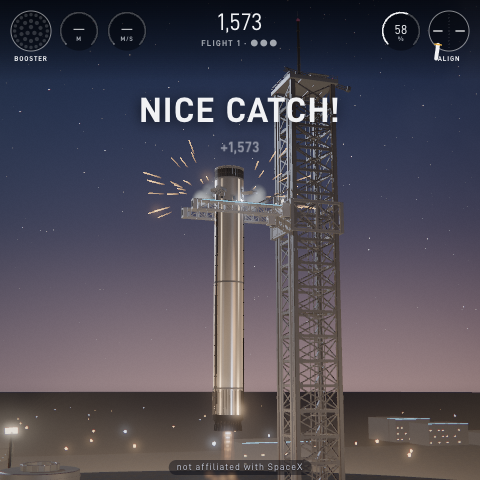 1,573
FLIGHT 1 ·
58
%
M
M/S
BOOSTER
ALIGN
NICE CATCH!
+1,573
not affiliated with SpaceX